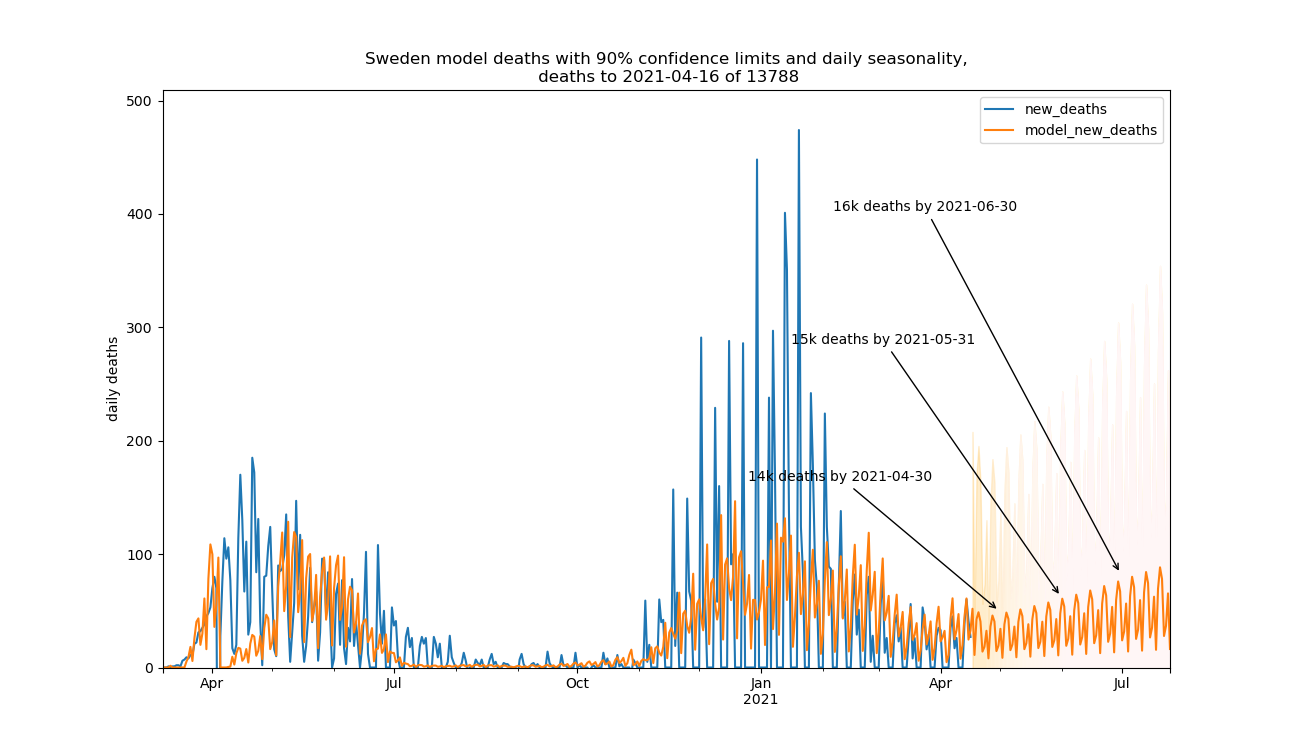 Sweden model deaths with 90% confidence limits and daily seasonality,
deaths to 2021-04-16 of 13788
new_deaths
model_new_deaths
daily deaths
500
400
300
200
100
0
16k deaths by 2021-06-30
15k deaths by 2021-05-31
14k deaths by 2021-04-30
Apr Jul Oct Jan Apr Jul
2021